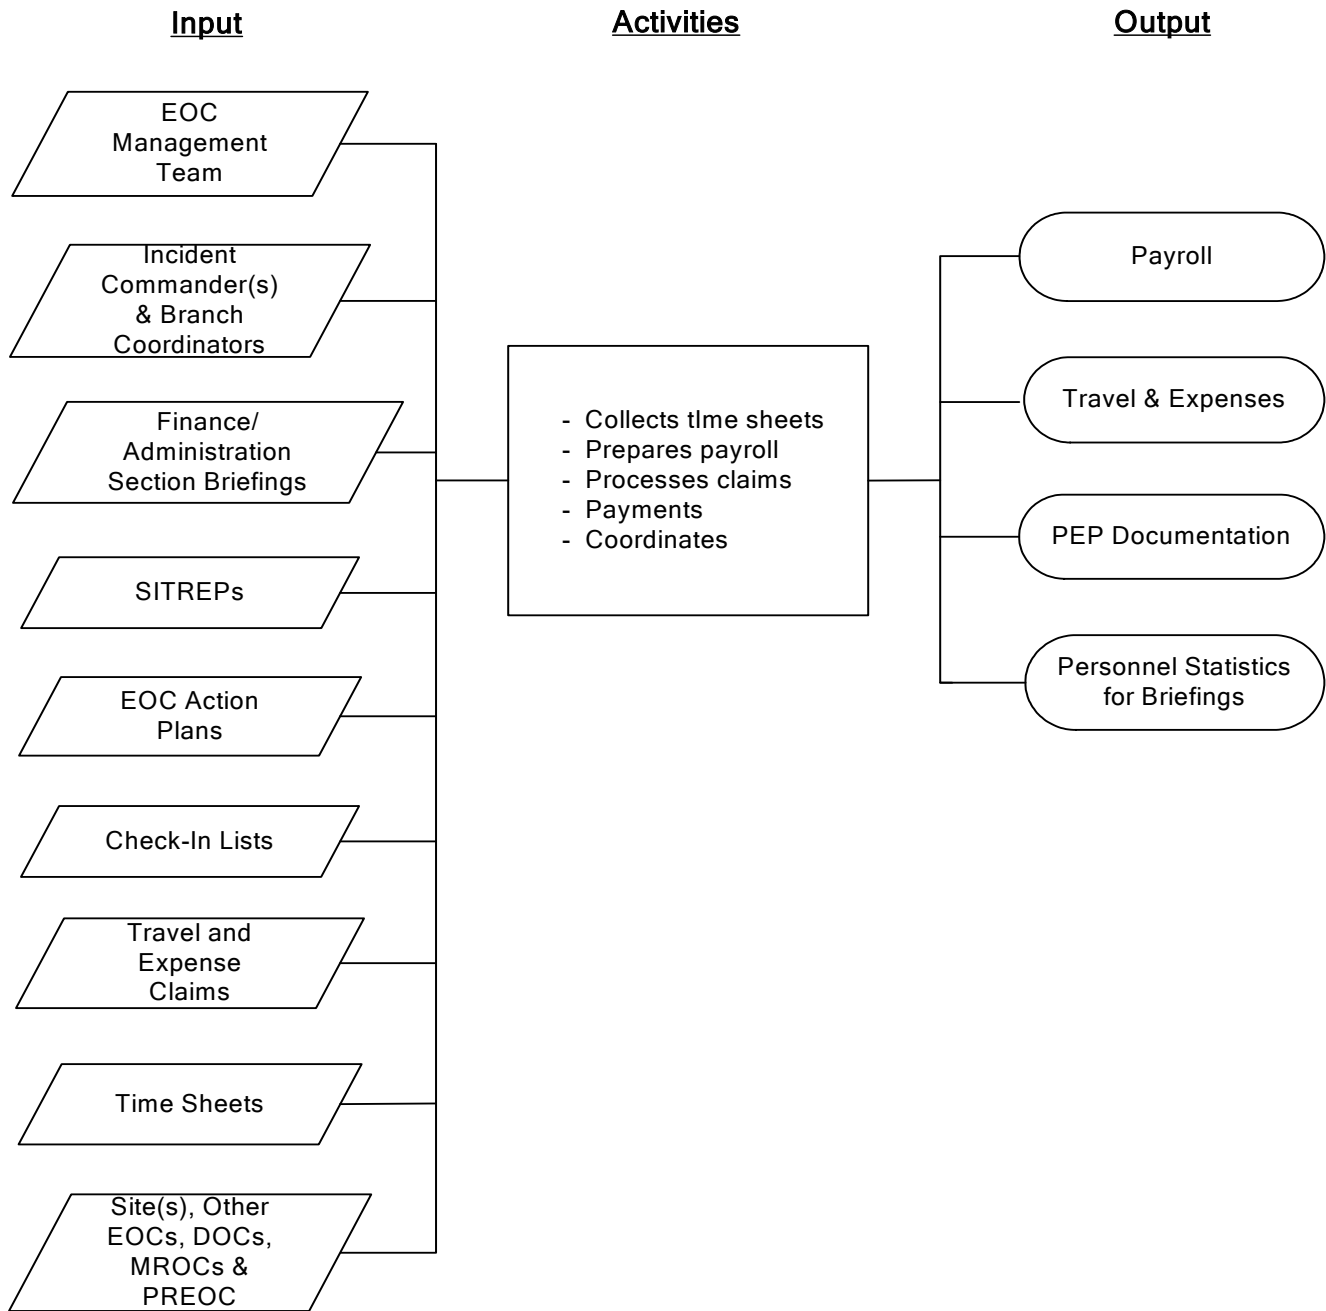 Input
EOC
Management
Team
Incident
Commander(s)
& Branch
Coordinators
Finance/
Administration
Section Briefings
SITREPs
EOC Action
Plans
Check-In Lists
Travel and
Expense
Claims
Time Sheets
Site(s), Other
EOCs, DOCs,
MROCs &
PREOC
Activities
- Collects tIme sheets
- Prepares payroll
- Processes claims
- Payments
- Coordinates
Output
Payroll
Travel & Expenses
PEP Documentation
Personnel Statistics
for Briefings